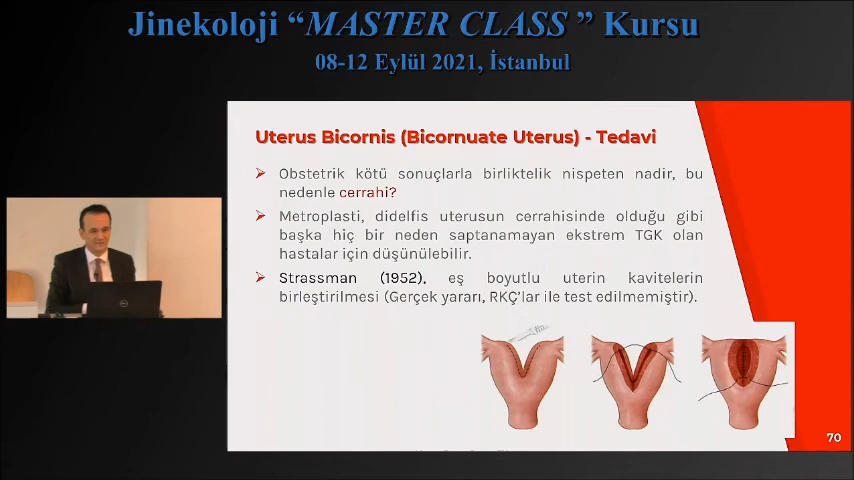 Jinekoloji “MASTER CLASS ” Kursu
08-12 Eylül 2021, İstanbul
Uterus Bicornis (Bicornuate Uterus) - Tedavi
➢ Obstetrik kötü sonuçlarla birliktelik nispeten nadir, bu
nedenle cerrahi?
➢ Metroplasti, didelfis uterusun cerrahisinde olduğu gibi
başka hiç bir neden saptanamayan ekstrem TGK olan
hastalar için düşünülebilir.
➢ Strassman (1952), eş boyutlu uterin kavitelerin
birleştirilmesi (Gerçek yararı, RKÇ’lar ile test edilmemiştir).
70